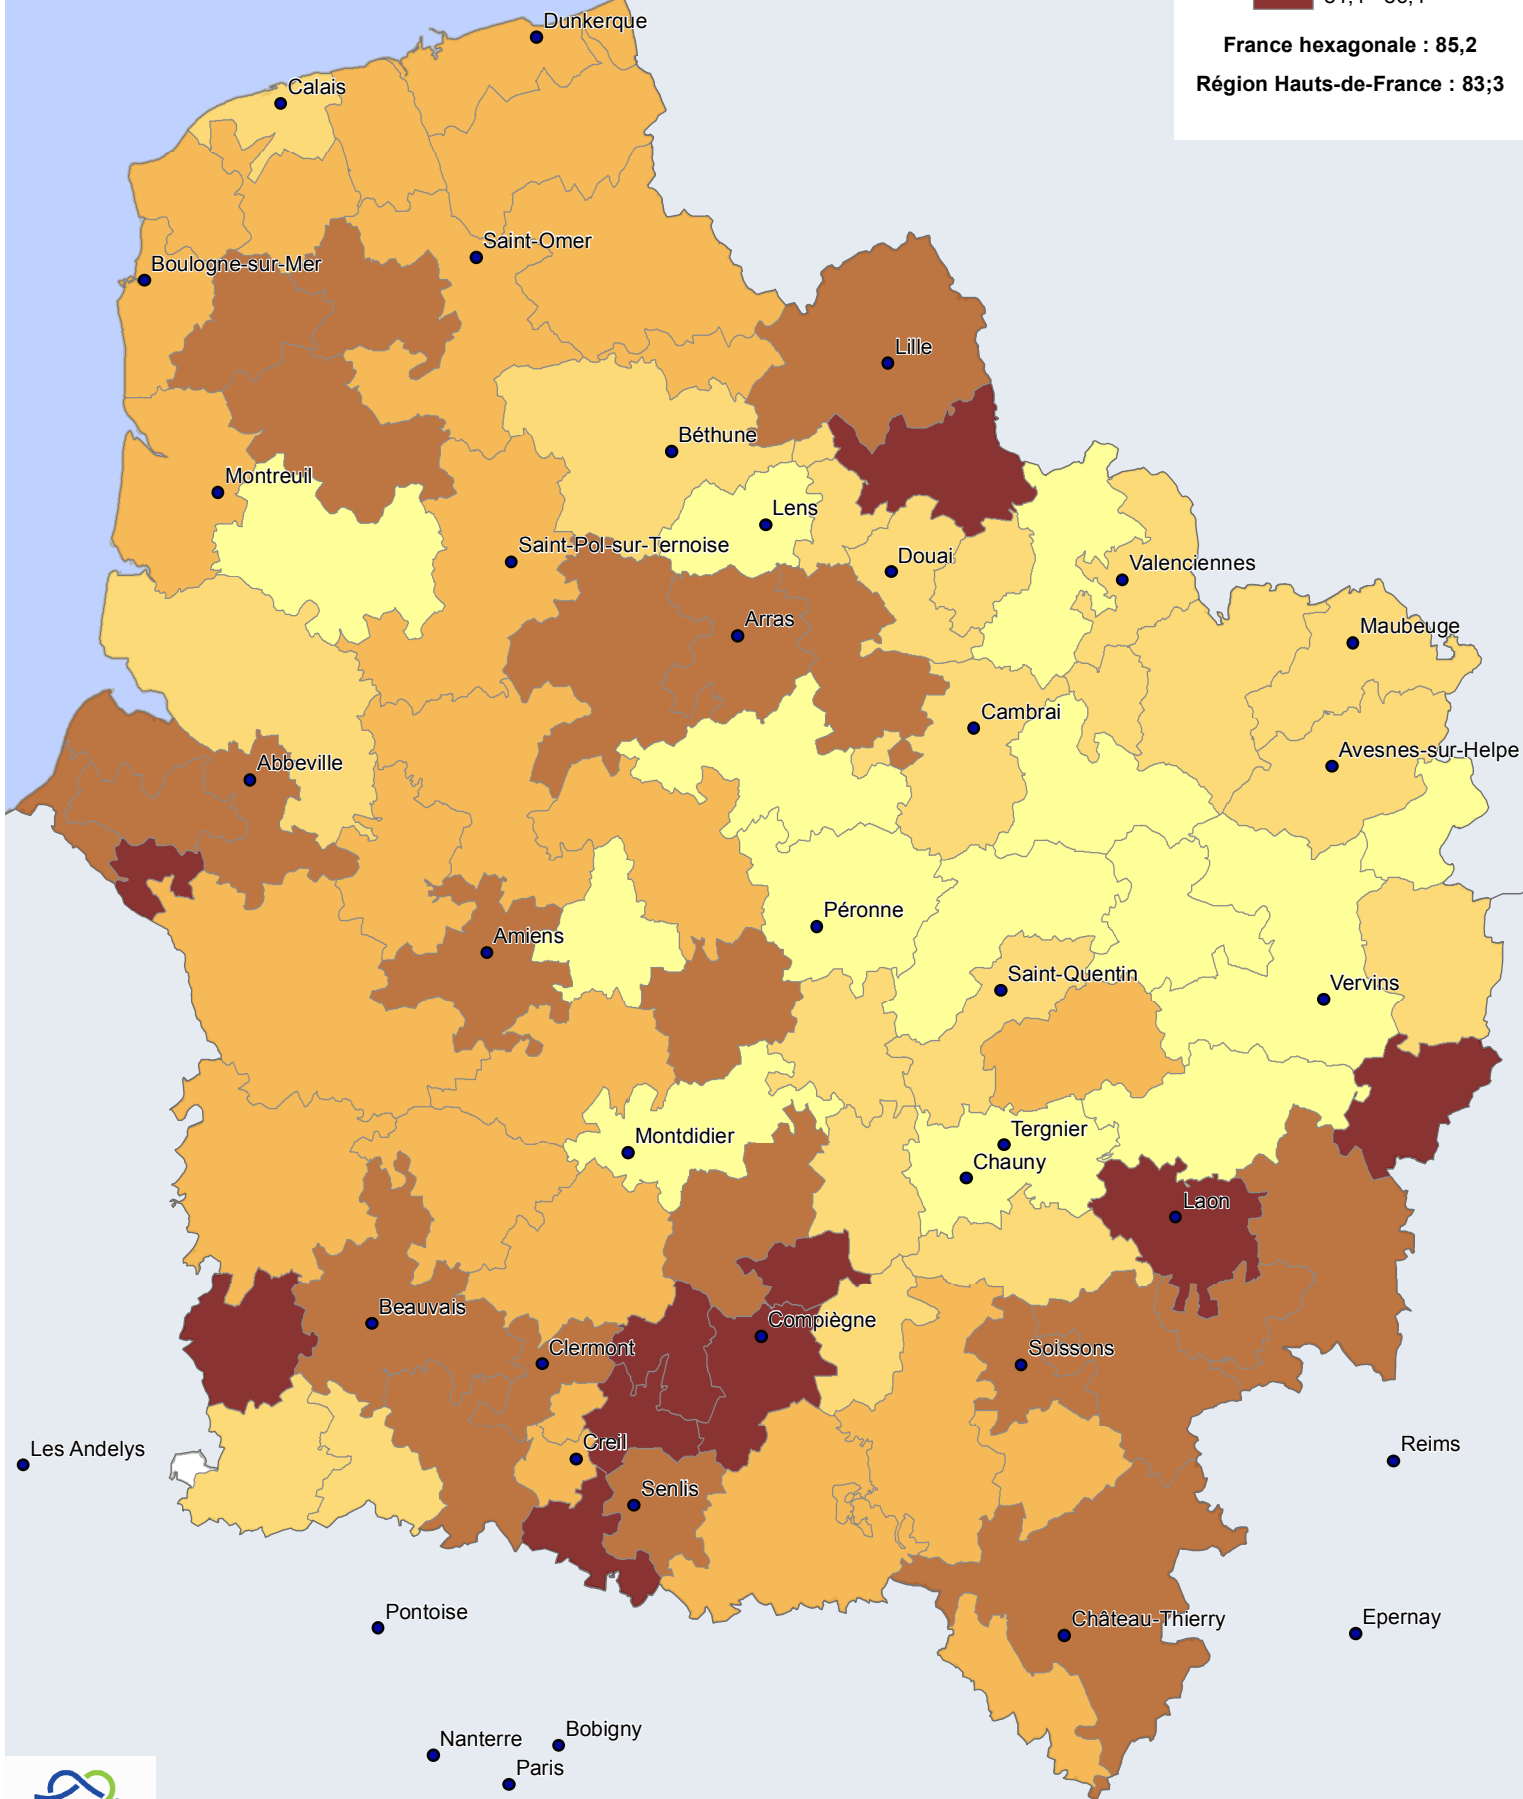 France hexagonale : 85,2
Région Hauts-de-France : 83;3
Dunkerque
Calais
Saint-Omer
Boulogne-sur-Mer
Lille
Béthune
Montreuil
Lens
Saint-Pol-sur-Ternoise
Douai
Valenciennes
Arras
Maubeuge
Cambrai
Avesnes-sur-Helpe
Abbeville
Péronne
Amiens
Saint-Quentin
Vervins
Tergnier
Montdidier
Chauny
Laon
Beauvais
Compiègne
Clermont
Soissons
Les Andelys
Creil
Reims
Senlis
Pontoise
Château-Thierry
Epernay
Nanterre
Bobigny
Paris